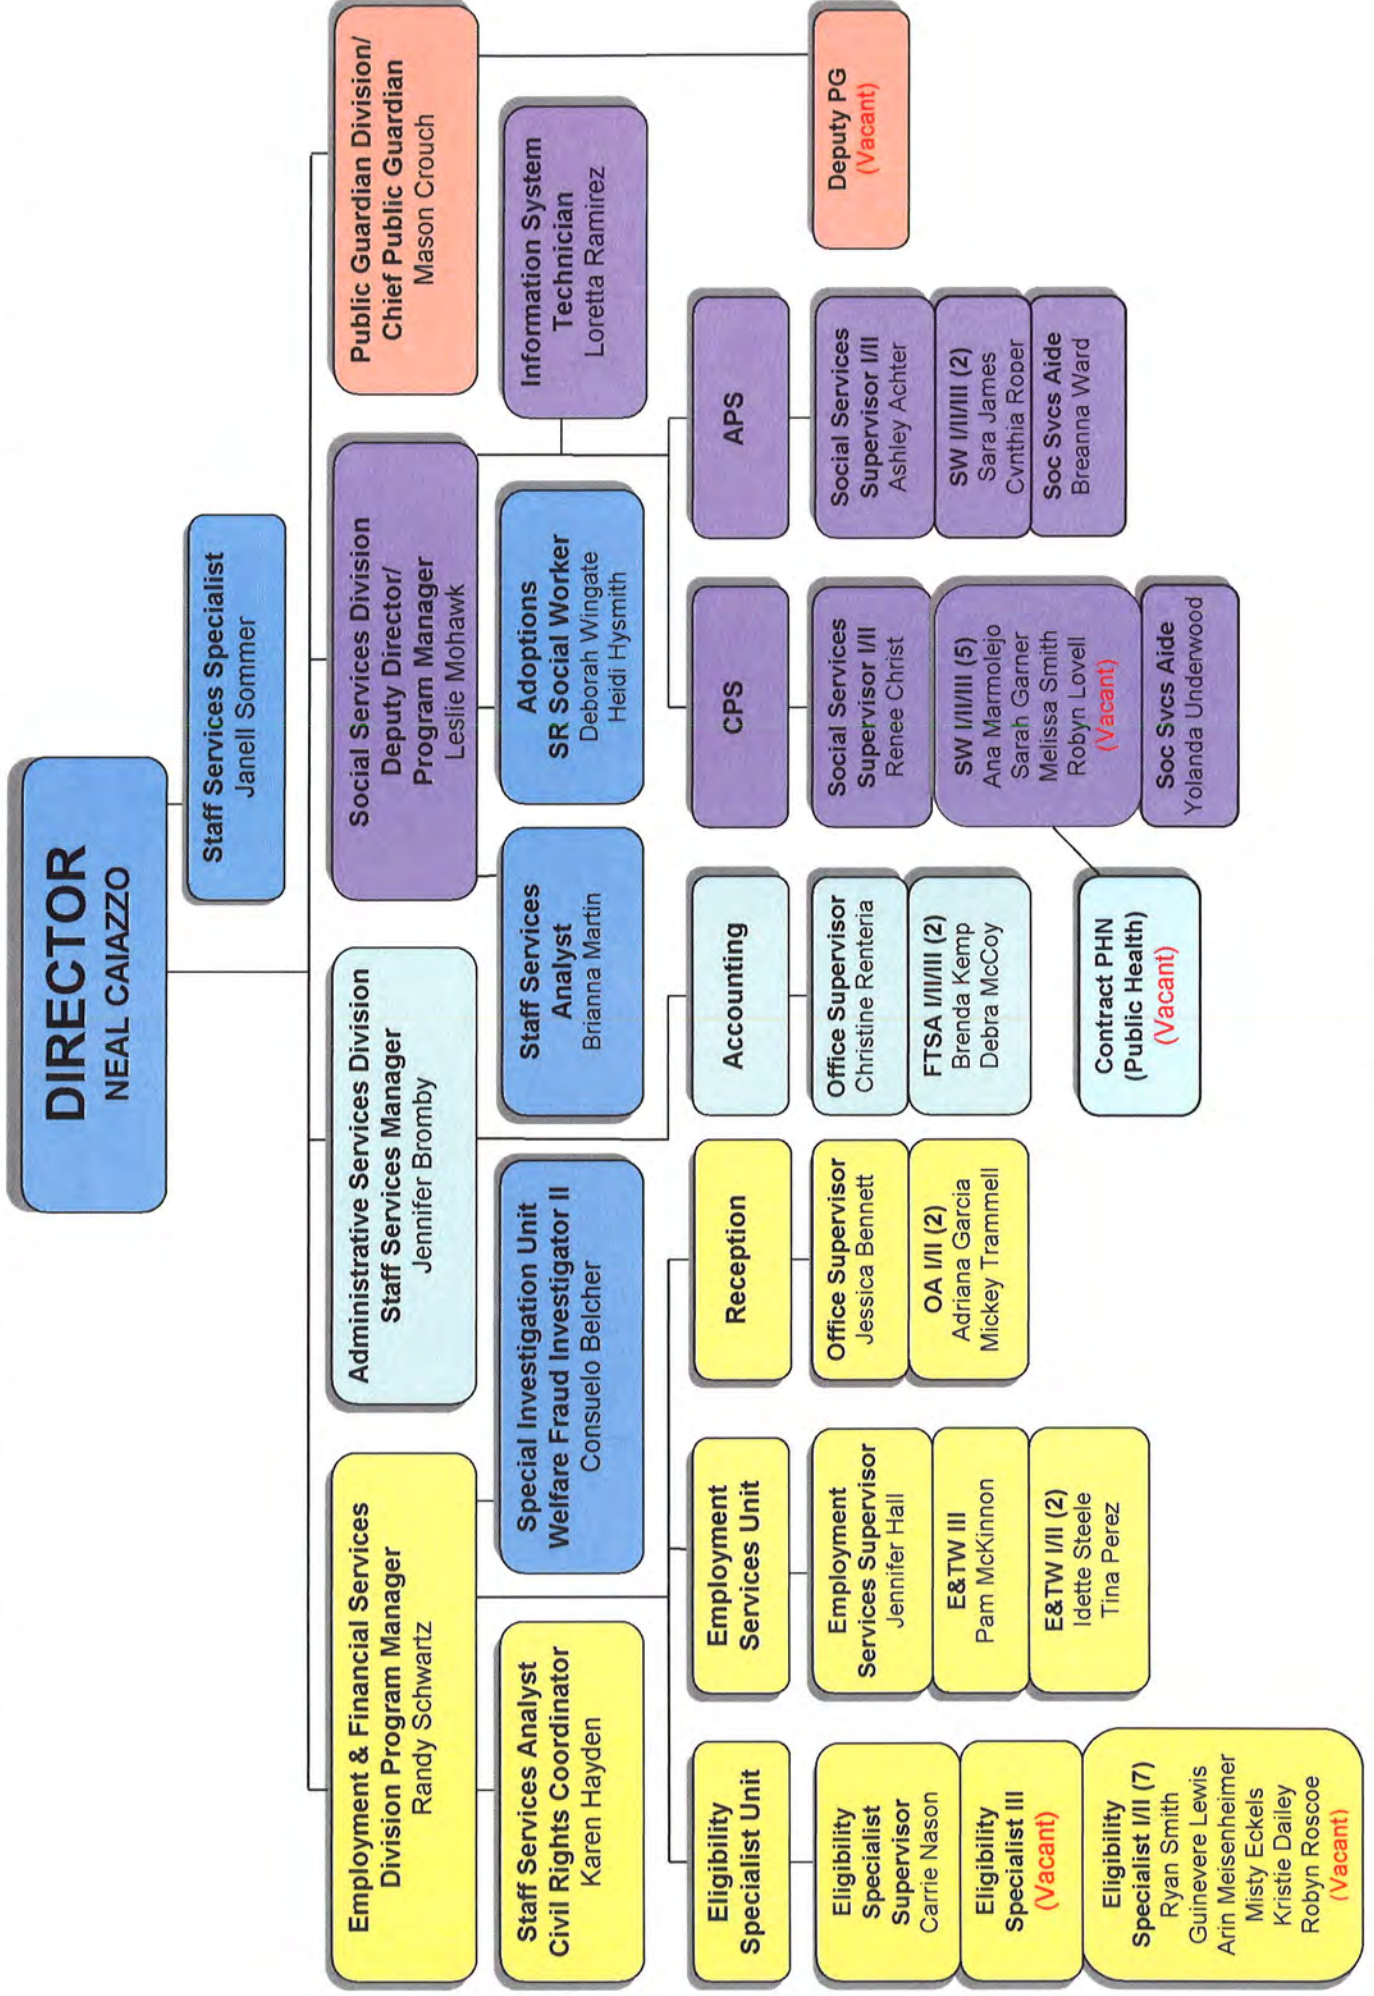 DIRECTOR
NEAL CAIAZZO
Staff Services Specialist
Janell Sommer
Employment & Financial Services
Division Program Manager
Randy Schwartz
Administrative Services Division
Staff Services Manager
Jennifer Bromby
Social Services Division
Deputy Director/
Program Manager
Leslie Mohawk
Public Guardian Division/
Chief Public Guardian
Mason Crouch
Staff Services Analyst
Civil Rights Coordinator
Karen Hayden
Special Investigation Unit
Welfare Fraud Investigator II
Consuelo Belcher
Staff Services
Analyst
Brianna Martin
Adoptions
SR Social Worker
Deborah Wingate
Heidi Hysmith
Information System
Technician
Loretta Ramirez
Eligibility
Specialist Unit
Eligibility
Specialist
Supervisor
Carrie Nason
Eligibility
Specialist III
(Vacant)
Eligibility
Specialist I/II (7)
Ryan Smith
Guinevere Lewis
Arin Meisenheimer
Misty Eckels
Kristie Dailey
Robyn Roscoe
(Vacant)
Employment
Services Unit
Employment
Services Supervisor
Jennifer Hall
E&TW III
Pam McKinnon
E&TW I/II (2)
Idette Steele
Tina Perez
Reception
Office Supervisor
Jessica Bennett
OA I/II (2)
Adriana Garcia
Mickey Trammell
Accounting
Office Supervisor
Christine Renteria
FTSA I/II/III (2)
Brenda Kemp
Debra McCoy
Contract PHN
(Public Health)
(Vacant)
CPS
Social Services
Supervisor I/II
Renee Christ
SW I/II/III (5)
Ana Marmolejo
Sarah Garner
Melissa Smith
Robyn Lovell
(Vacant)
Soc Svcs Aide
Yolanda Underwood
APS
Social Services
Supervisor I/II
Ashley Achter
SW I/II/III (2)
Sara James
Cynthia Roper
Soc Svcs Aide
Breanna Ward
Deputy PG
(Vacant)